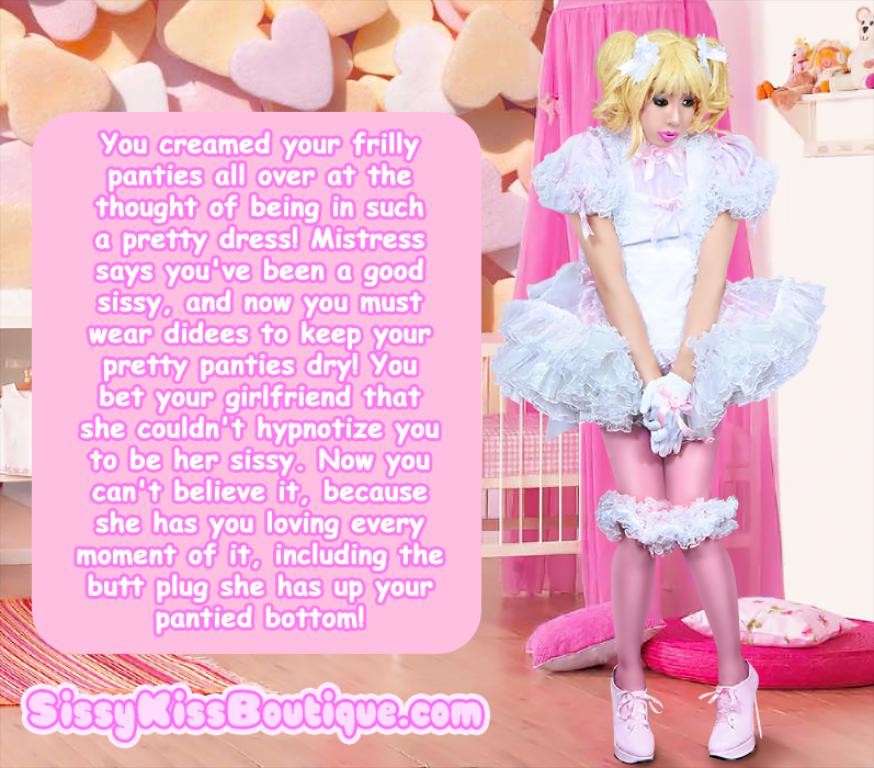 You creamed your frilly
panties all over at the
thought of being in such
a pretty dress! Mistress
says you've been a good
sissy, and now you must
wear didees to keep your
pretty panties dry! You
bet your girlfriend that
she couldn't hypnotize you
to be her sissy. Now you
can't believe it, because
she has you loving every
moment of it, including the
butt plug she has up your
pantied bottom!
SissyKissBoutique.com